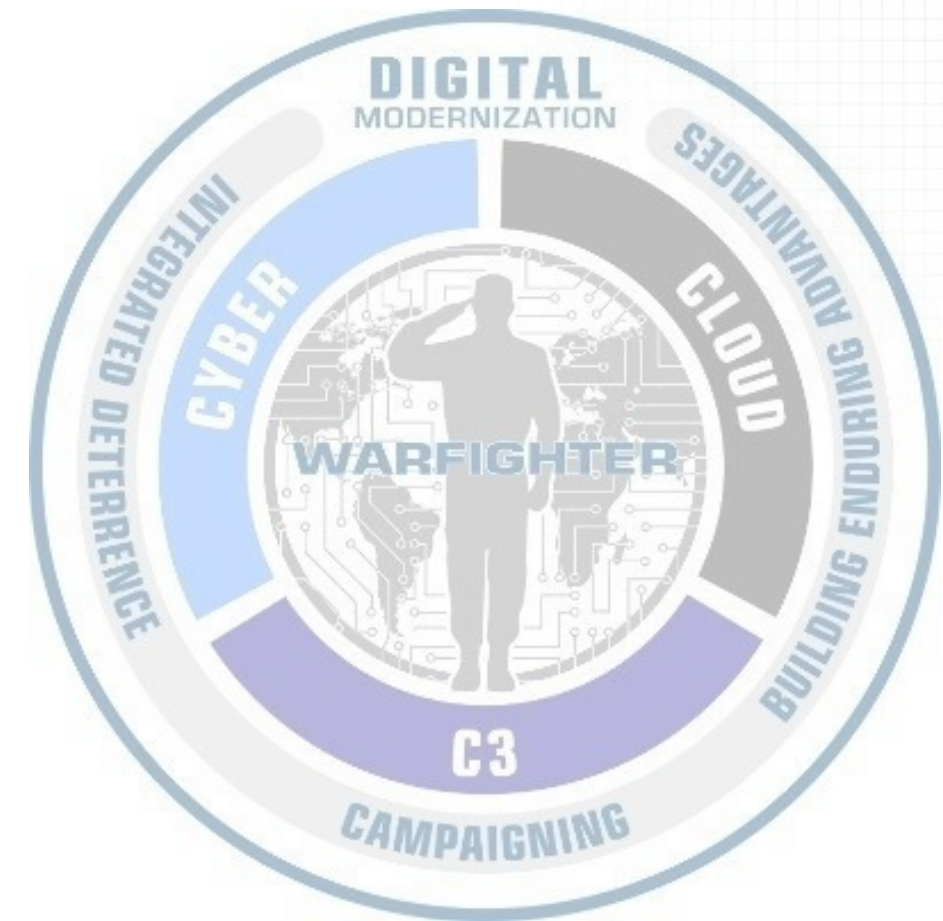 DIGITAL
MODERNIZATION
INTEGRATED DETERRENCE
BUILDING ENDURING ADVANTAGES
CYBER
CLOUD
WARFIGHTER
C3
CAMPAIGNING